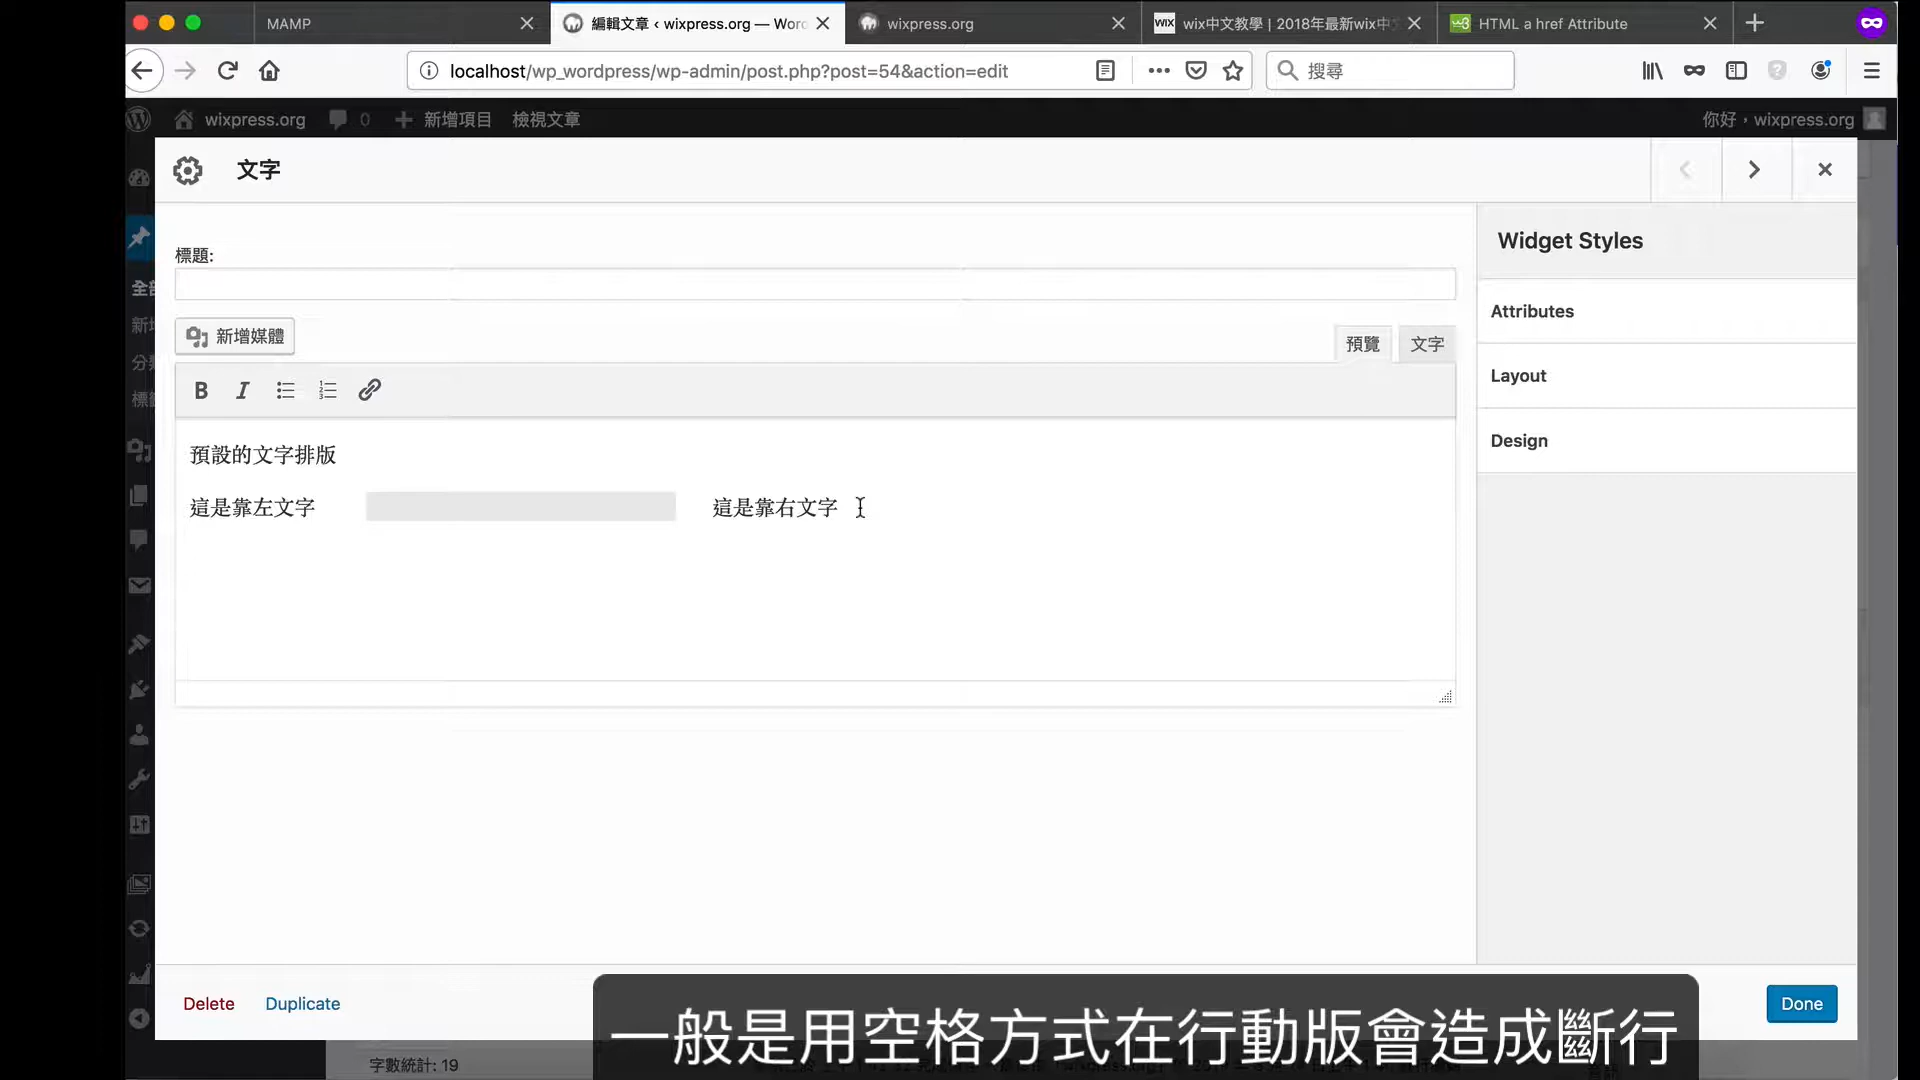 MAMP
編輯文章 ‹ wixpress.org — Wor
wixpress.org
WIX wix中文教學 | 2018年最新wix中
HTML a href Attribute
localhost/wp_wordpress/wp-admin/post.php?post=54&action=edit
搜尋
wixpress.org
0
新增項目
檢視文章
你好，wixpress.org
文字
標題:
新增媒體
預覽
文字
B I
預設的文字排版
這是靠左文字 這是靠右文字
Widget Styles
Attributes
Layout
Design
Delete
Duplicate
Done
一般是用空格方式在行動版會造成斷行
字數統計: 19